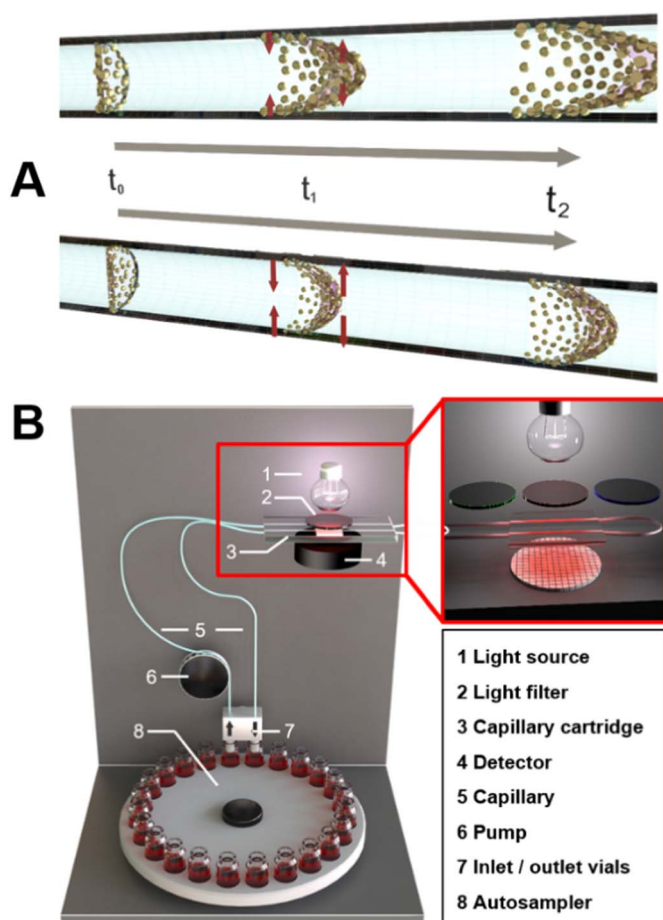 A
t₀
t₁
t₂
B
1
2
3
4
5
6
7
8
1 Light source
2 Light filter
3 Capillary cartridge
4 Detector
5 Capillary
6 Pump
7 Inlet / outlet vials
8 Autosampler